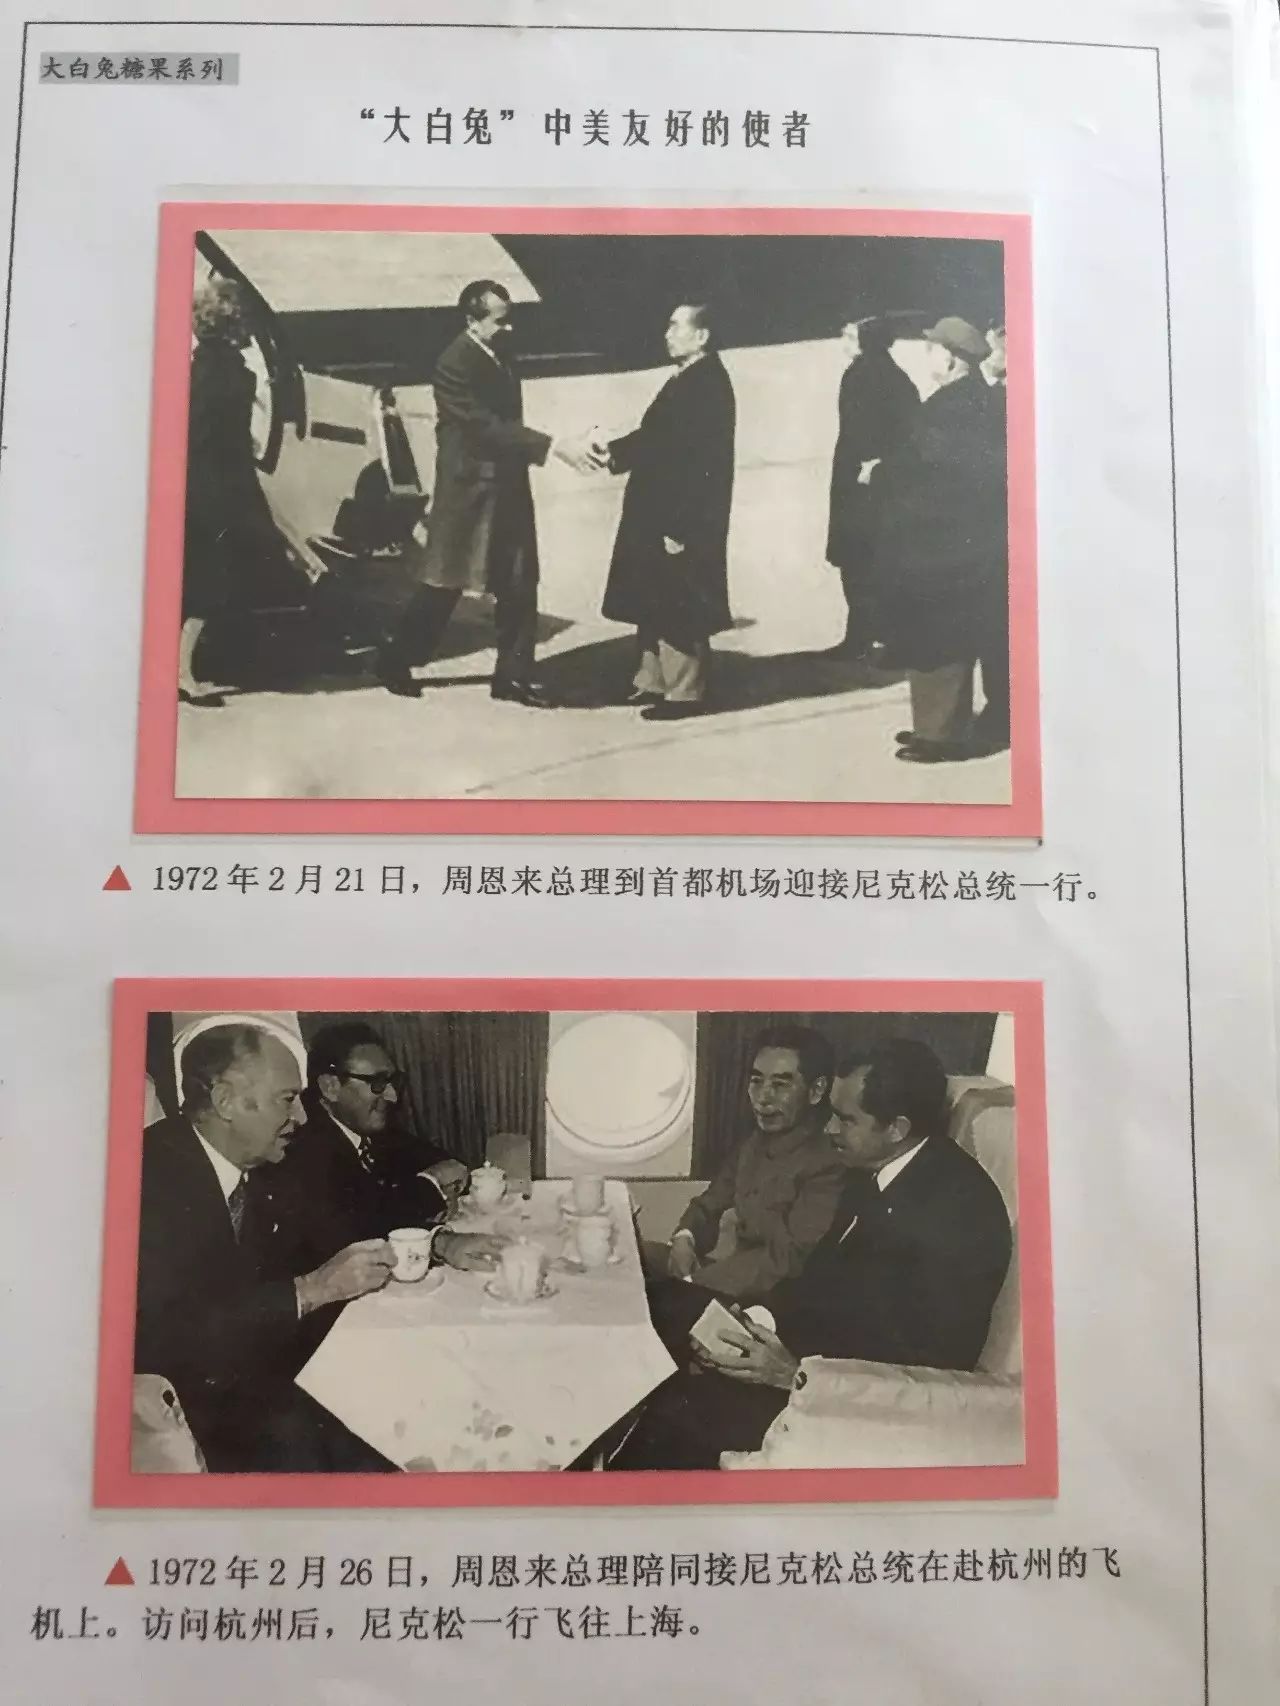 大白兔糖果系列
“大白兔”中美友好的使者
▲ 1972年2月21日，周恩来总理到首都机场迎接尼克松总统一行。
▲ 1972年2月26日，周恩来总理陪同接尼克松总统在赴杭州的飞
机上。访问杭州后，尼克松一行飞往上海。